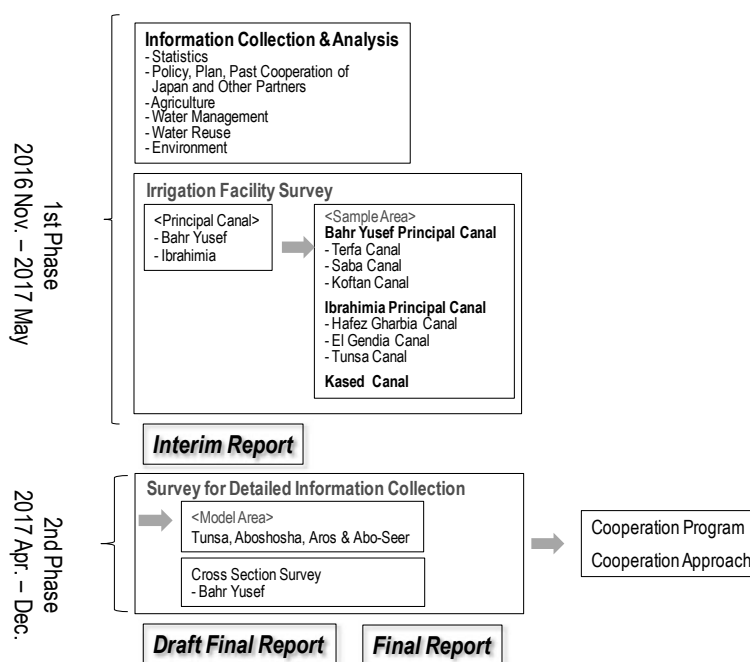 1st Phase
2016 Nov. – 2017 May
Information Collection & Analysis
- Statistics
- Policy, Plan, Past Cooperation of
Japan and Other Partners
- Agriculture
- Water Management
- Water Reuse
- Environment
Irrigation Facility Survey
<Principal Canal>
- Bahr Yusef
- Ibrahimia
<Sample Area>
Bahr Yusef Principal Canal
- Terfa Canal
- Saba Canal
- Koftan Canal
Ibrahimia Principal Canal
- Hafez Gharbia Canal
- El Gendia Canal
- Tunsa Canal
Kased Canal
Interim Report
2nd Phase
2017 Apr. – Dec.
Survey for Detailed Information Collection
<Model Area>
Tunsa, Aboshosha, Aros & Abo-Seer
Cross Section Survey
- Bahr Yusef
Cooperation Program
Cooperation Approach
Draft Final Report
Final Report